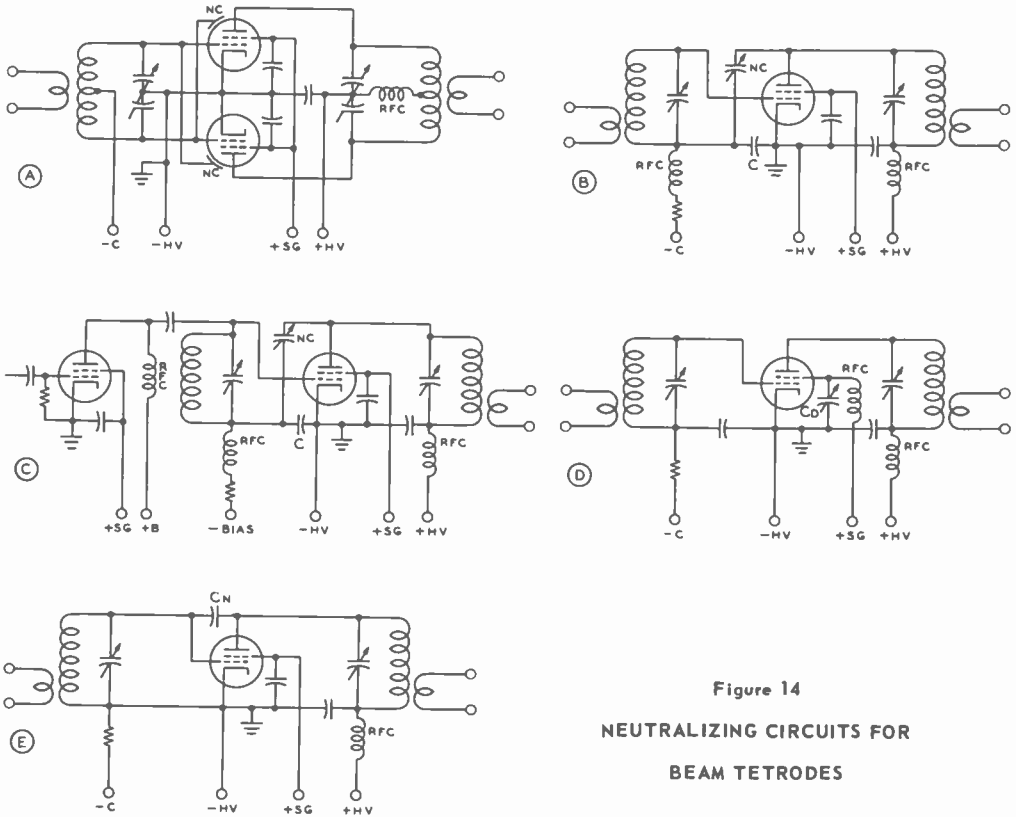 NC
RFC
NC
A
-C
-HV
+SG
+HV
NC
RFC
C
RFC
B
-C
-HV
+SG
+HV
RFC
NC
C
RFC
RFC
C
+SG
+B
-BIAS
-HV
+SG
+HV
RFC
CD
RFC
D
-C
-HV
+SG
+HV
CN
RFC
E
-C
-HV
+SG
+HV
Figure 14
NEUTRALIZING CIRCUITS FOR
BEAM TETRODES